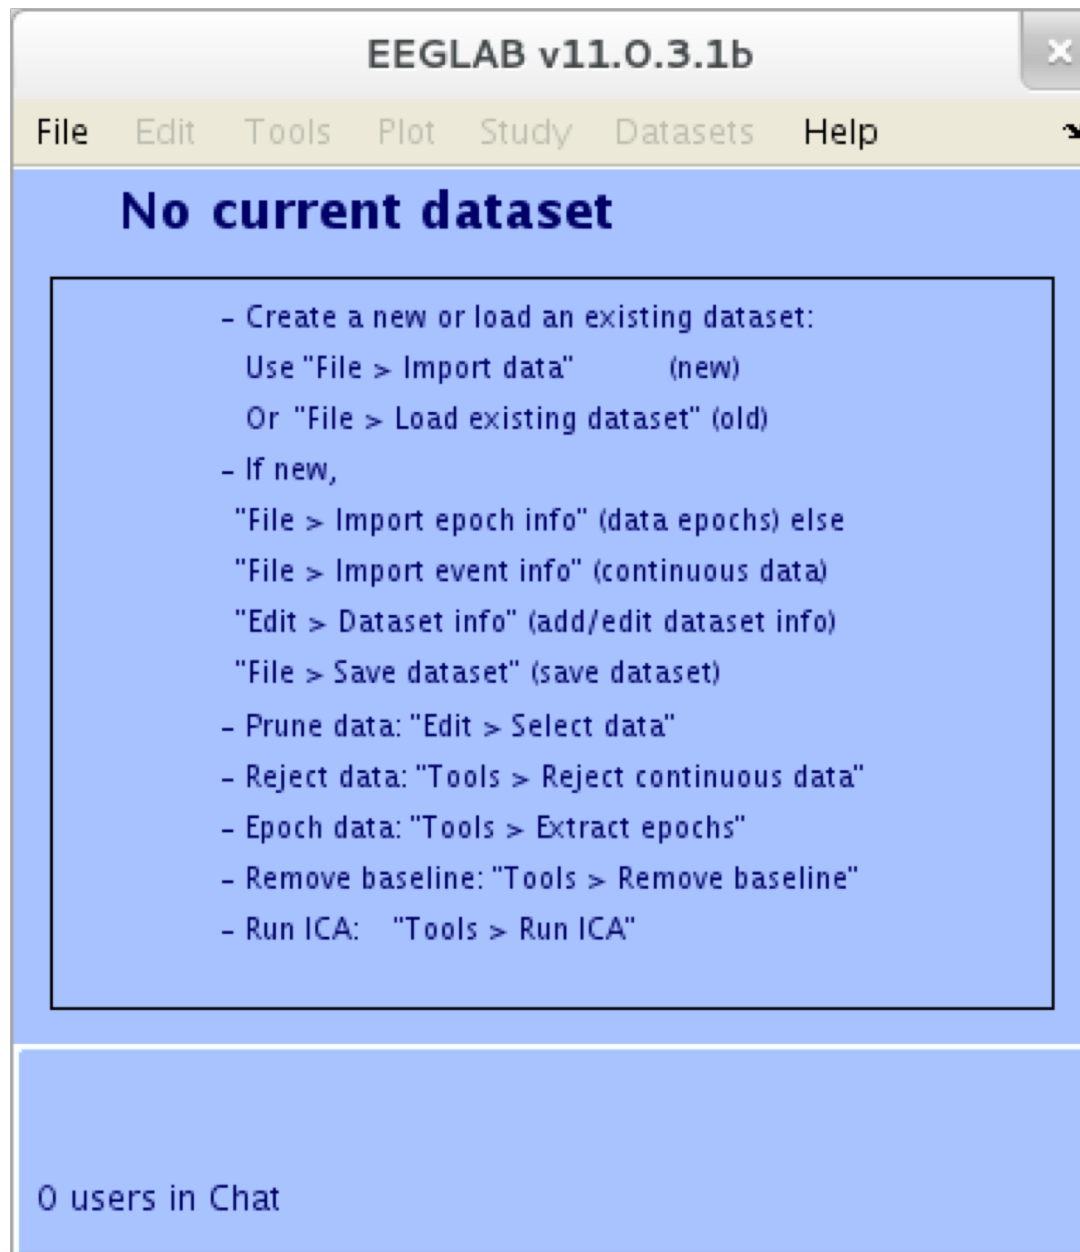 EEGLAB v11.0.3.1b
File Edit Tools Plot Study Datasets Help
No current dataset
- Create a new or load an existing dataset:
Use "File > Import data" (new)
Or "File > Load existing dataset" (old)
- If new,
"File > Import epoch info" (data epochs) else
"File > Import event info" (continuous data)
"Edit > Dataset info" (add/edit dataset info)
"File > Save dataset" (save dataset)
- Prune data: "Edit > Select data"
- Reject data: "Tools > Reject continuous data"
- Epoch data: "Tools > Extract epochs"
- Remove baseline: "Tools > Remove baseline"
- Run ICA: "Tools > Run ICA"
0 users in Chat